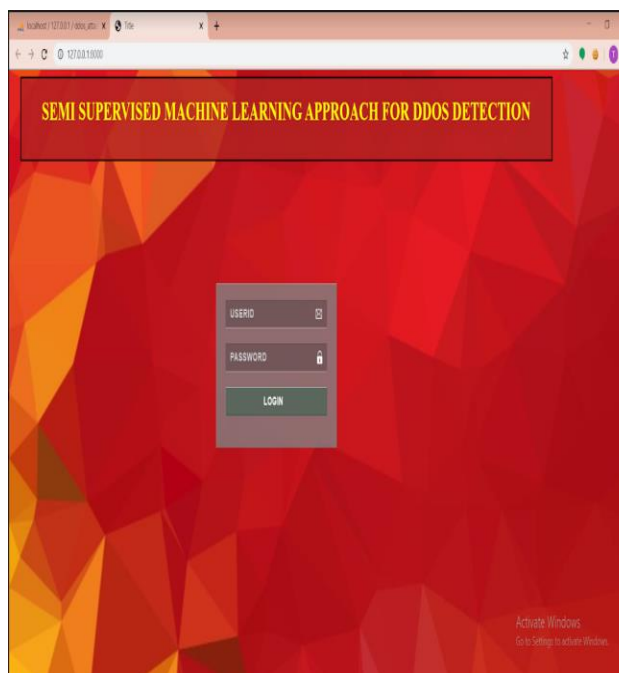 localhost / 127.0.0.1 / ddos_atta
Title
127.0.0.1:8000
T
SEMI SUPERVISED MACHINE LEARNING APPROACH FOR DDOS DETECTION
USERID
PASSWORD
LOGIN
Activate Windows
Go to Settings to activate Windows.